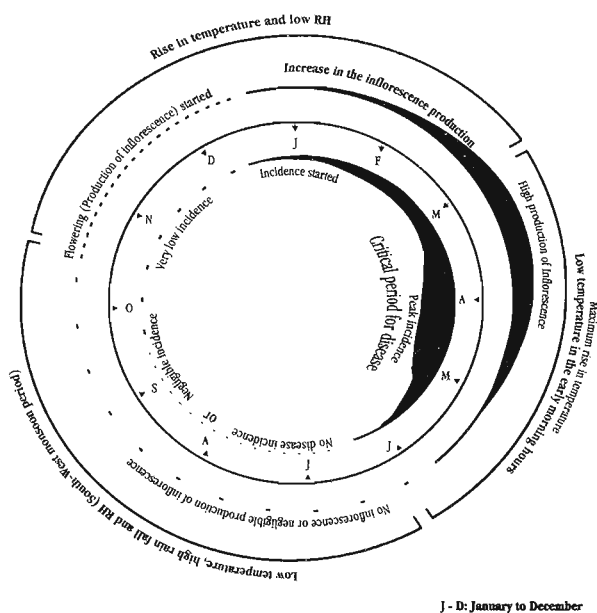 Rise in temperature and low RH
Increase in the inflorescence production
Flowering (Production of inflorescence) started
High production of Inflorescence
Maximum rise in temperature
Low temperature in the early morning hours
No inflorescence or negligible production of inflorescence
Low temperature, high rain fall and RH (South-West monsoon period)
J
F
M
A
M
J
J
A
S
O
N
D
Incidence started
Critical period for disease
Peak incidence
No disease incidence
or
Negligible incidence
Very low incidence
J - D: January to December